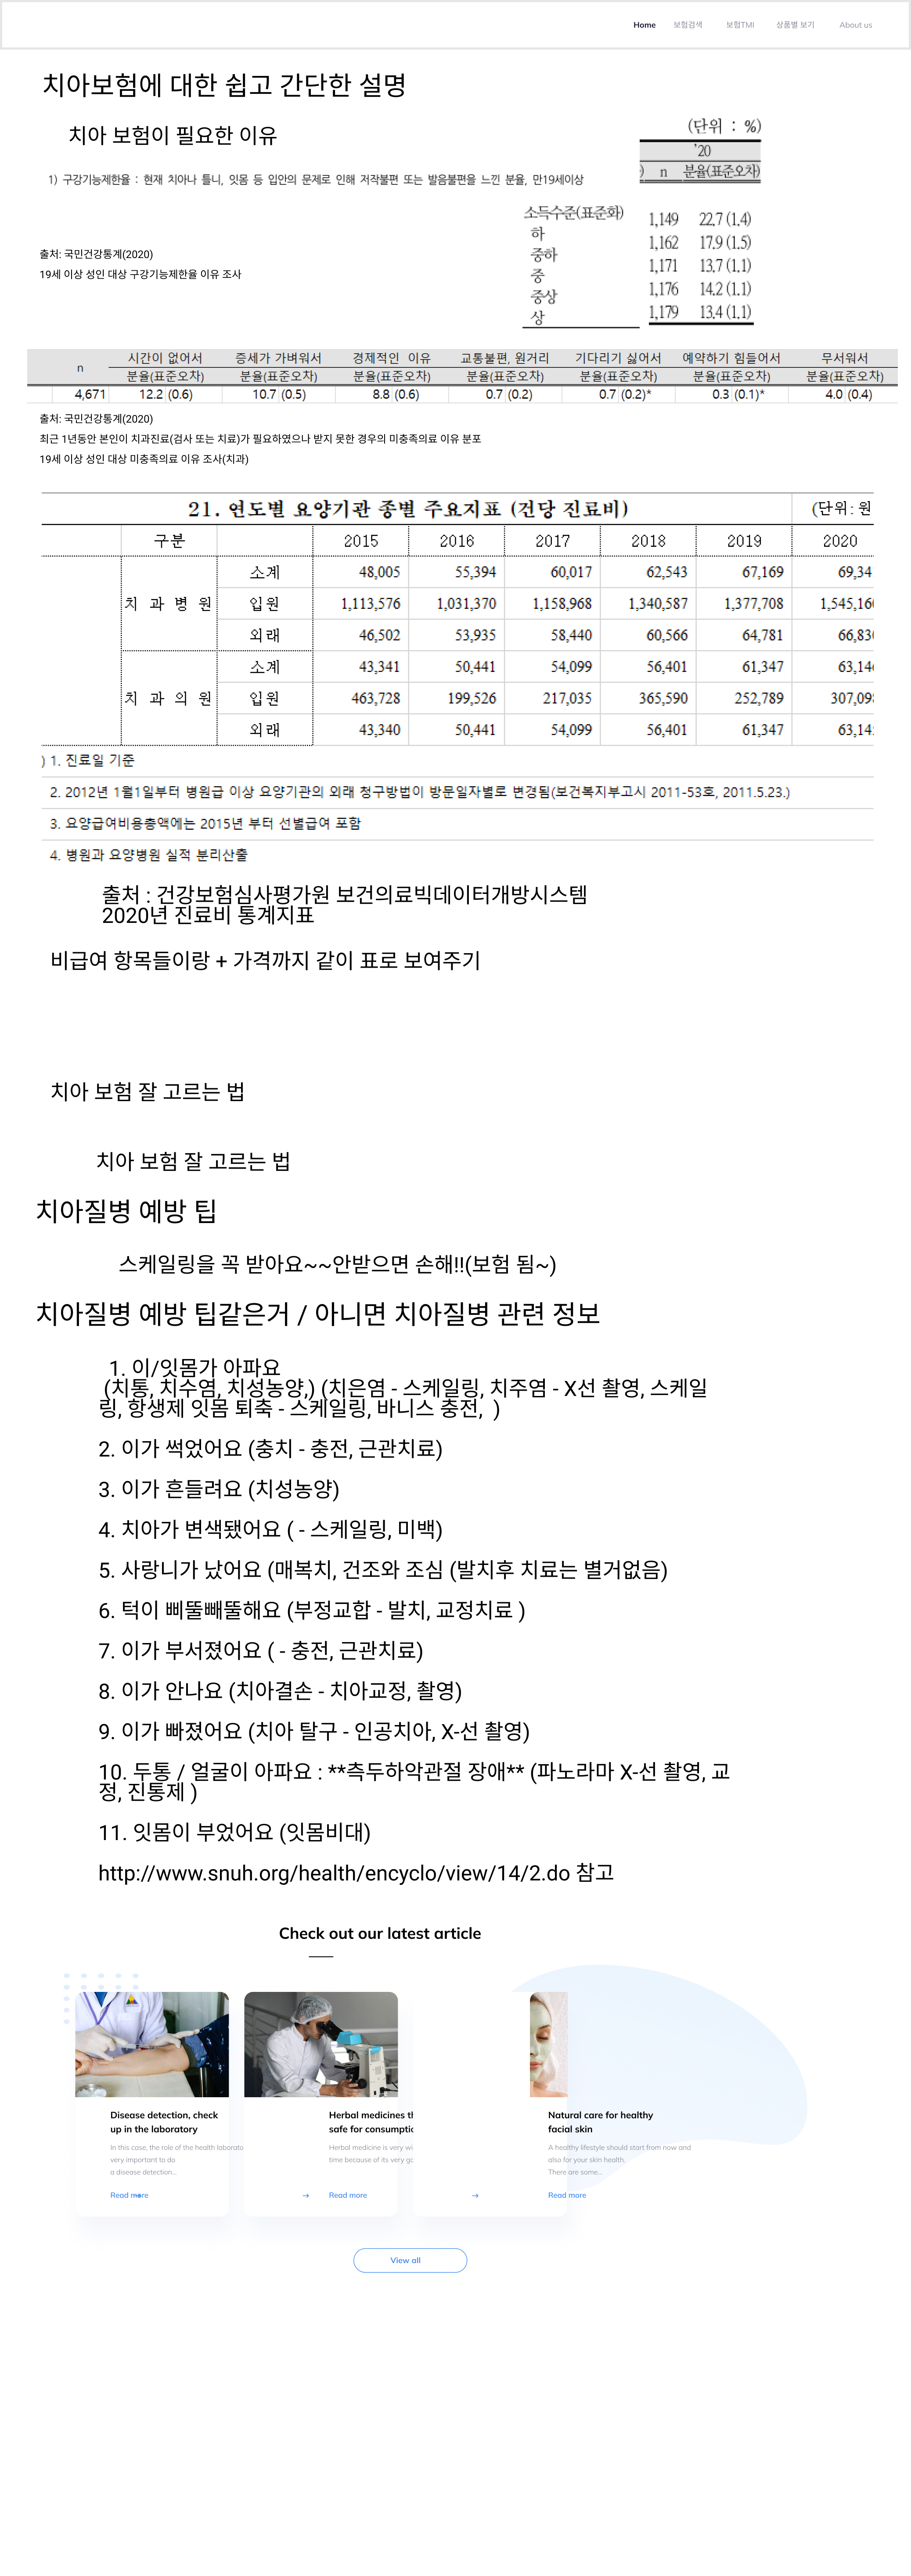 Home 보험검색 보험TMI 상품별 보기 About us
치아보험에 대한 쉽고 간단한 설명
치아 보험이 필요한 이유
(단위 : %)
'20
) n 분율(표준오차)
1) 구강기능제한율 : 현재 치아나 틀니, 잇몸 등 입안의 문제로 인해 저작불편 또는 발음불편을 느낀 분율, 만19세이상
소득수준(표준화) 1,149 22.7 (1.4)
하 1,162 17.9 (1.5)
중하 1,171 13.7 (1.1)
중 1,176 14.2 (1.1)
중상 1,179 13.4 (1.1)
상
출처: 국민건강통계(2020)
19세 이상 성인 대상 구강기능제한율 이유 조사
n 시간이 없어서 증세가 가벼워서 경제적인 이유 교통불편, 원거리 기다리기 싫어서 예약하기 힘들어서 무서워서
분율(표준오차) 분율(표준오차) 분율(표준오차) 분율(표준오차) 분율(표준오차) 분율(표준오차) 분율(표준오차)
4,671 12.2 (0.6) 10.7 (0.5) 8.8 (0.6) 0.7 (0.2) 0.7 (0.2)* 0.3 (0.1)* 4.0 (0.4)
출처: 국민건강통계(2020)
최근 1년동안 본인이 치과진료(검사 또는 치료)가 필요하였으나 받지 못한 경우의 미충족의료 이유 분포
19세 이상 성인 대상 미충족의료 이유 조사(치과)
21. 연도별 요양기관 종별 주요지표 (건당 진료비) (단위: 원
구분 2015 2016 2017 2018 2019 2020
소계 48,005 55,394 60,017 62,543 67,169 69,34
치 과 병 원 입원 1,113,576 1,031,370 1,158,968 1,340,587 1,377,708 1,545,16
외래 46,502 53,935 58,440 60,566 64,781 66,83
소계 43,341 50,441 54,099 56,401 61,347 63,14
치 과 의 원 입원 463,728 199,526 217,035 365,590 252,789 307,09
외래 43,340 50,441 54,099 56,401 61,347 63,14
) 1. 진료일 기준
2. 2012년 1월1일부터 병원급 이상 요양기관의 외래 청구방법이 방문일자별로 변경됨(보건복지부고시 2011-53호, 2011.5.23.)
3. 요양급여비용총액에는 2015년 부터 선별급여 포함
4. 병원과 요양병원 실적 분리산출
출처 : 건강보험심사평가원 보건의료빅데이터개방시스템
2020년 진료비 통계지표
비급여 항목들이랑 + 가격까지 같이 표로 보여주기
치아 보험 잘 고르는 법
치아 보험 잘 고르는 법
치아질병 예방 팁
스케일링을 꼭 받아요~~안받으면 손해!!(보험 됨~)
치아질병 예방 팁같은거 / 아니면 치아질병 관련 정보
1. 이/잇몸가 아파요
(치통, 치수염, 치성농양,) (치은염 - 스케일링, 치주염 - X선 촬영, 스케일
링, 항생제 잇몸 퇴축 - 스케일링, 바니스 충전, )
2. 이가 썩었어요 (충치 - 충전, 근관치료)
3. 이가 흔들려요 (치성농양)
4. 치아가 변색됐어요 ( - 스케일링, 미백)
5. 사랑니가 났어요 (매복치, 건조와 조심 (발치후 치료는 별거없음)
6. 턱이 삐뚤빼뚤해요 (부정교합 - 발치, 교정치료 )
7. 이가 부서졌어요 ( - 충전, 근관치료)
8. 이가 안나요 (치아결손 - 치아교정, 촬영)
9. 이가 빠졌어요 (치아 탈구 - 인공치아, X-선 촬영)
10. 두통 / 얼굴이 아파요 : **측두하악관절 장애** (파노라마 X-선 촬영, 교
정, 진통제 )
11. 잇몸이 부었어요 (잇몸비대)
http://www.snuh.org/health/encyclo/view/14/2.do 참고
Check out our latest article
Disease detection, check
up in the laboratory
In this case, the role of the health laborato
very important to do
a disease detection...
Read more
Herbal medicines th
safe for consumptio
Herbal medicine is very wi
time because of its very go
Read more
Natural care for healthy
facial skin
A healthy lifestyle should start from now and
also for your skin health.
There are some...
Read more
View all